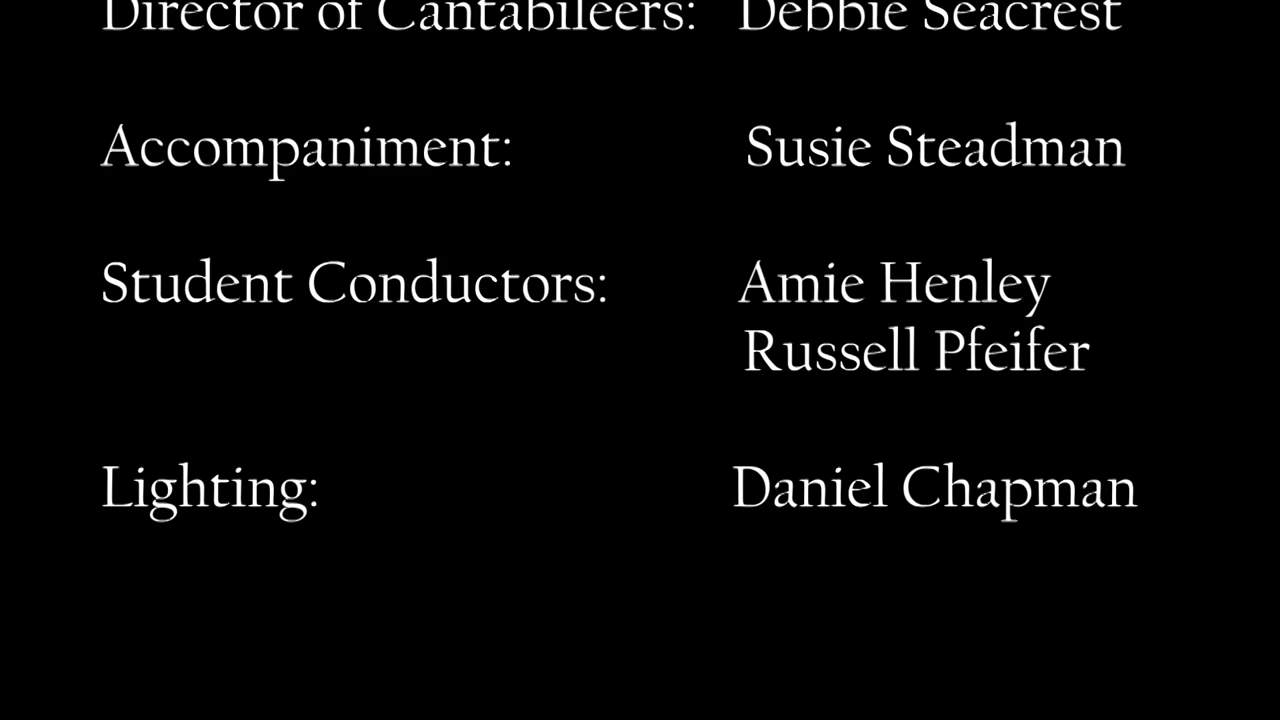 Director of Cantabileers: Debbie Seacrest
Accompaniment: Susie Steadman
Student Conductors: Amie Henley
Russell Pfeifer
Lighting: Daniel Chapman